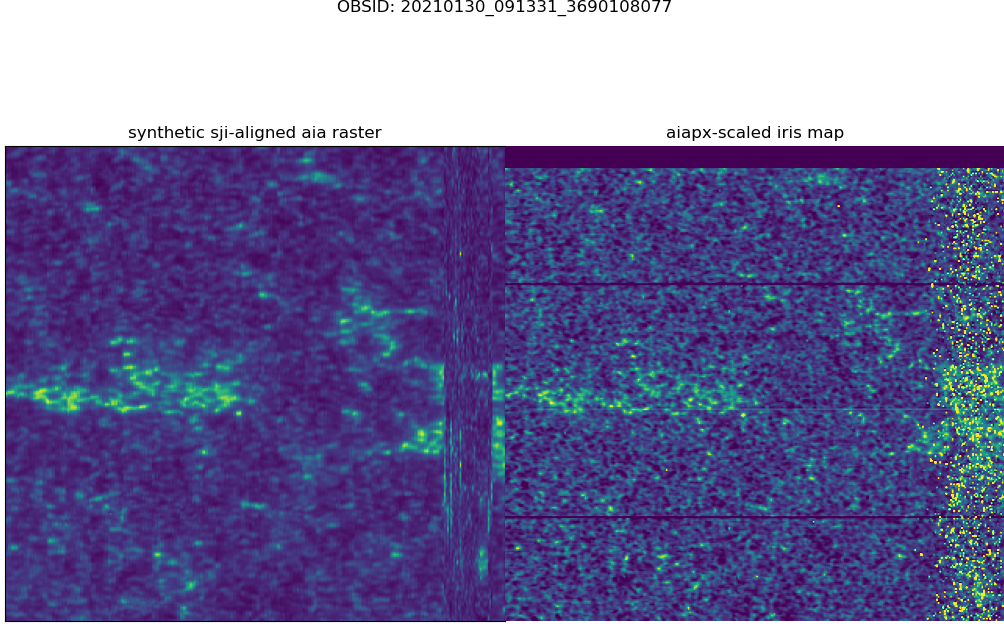 OBSID: 20210130_091331_3690108077
synthetic sji-aligned aia raster
aiapx-scaled iris map